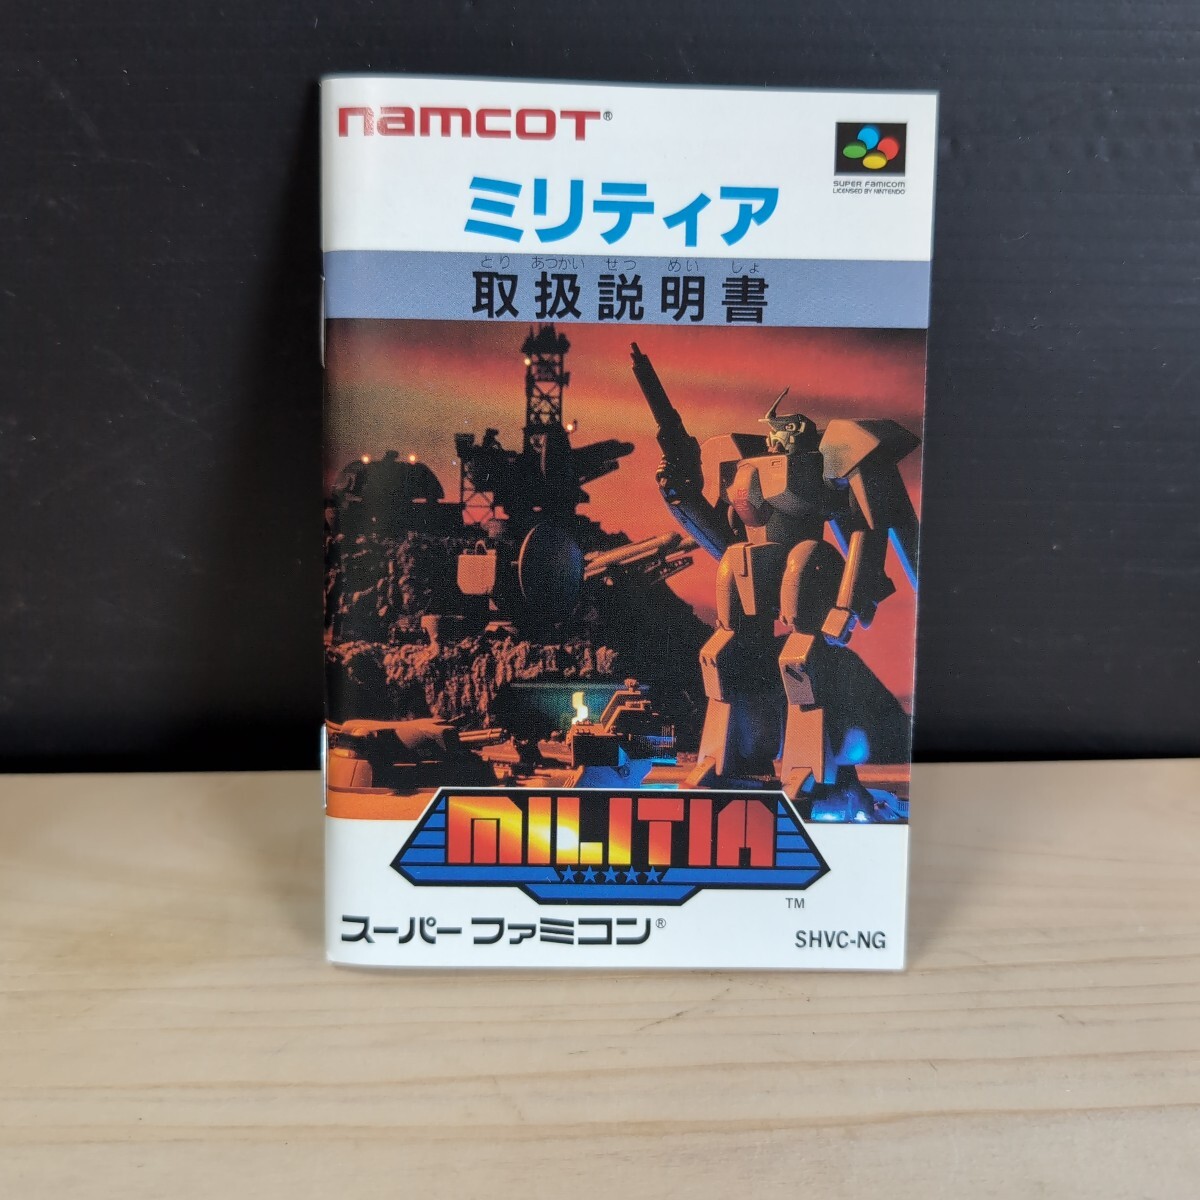 namcoT®
SUPER FAMICOM
LICENSED BY NINTENDO
ミリティア
とり あつかい せつ めい しょ
取扱説明書
MILITIA
TM
スーパーファミコン®
SHVC-NG